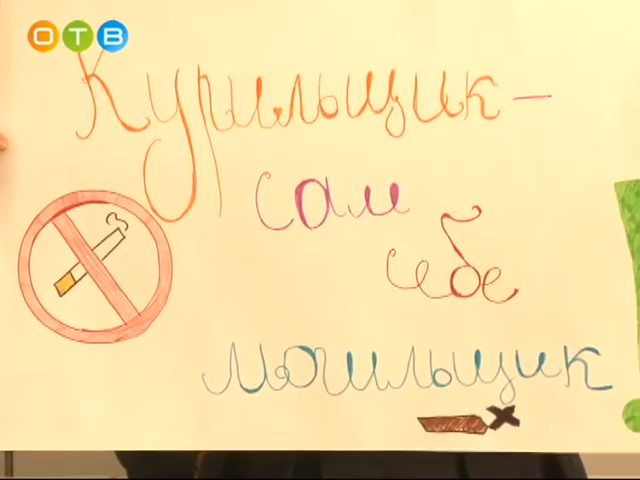 ОТВ
Курильщик -
сам
себе
могильщик
!